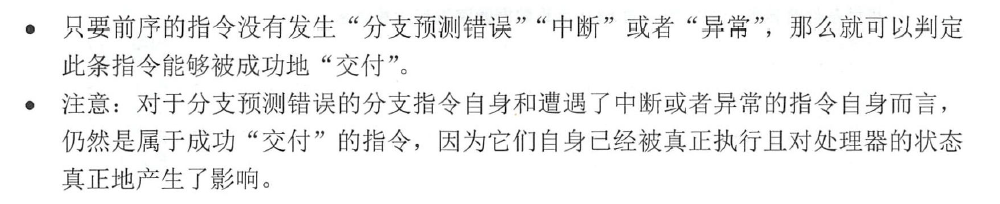 • 只要前序的指令没有发生“分支预测错误”“中断”或者“异常”，那么就可以判定
此条指令能够被成功地“交付”。
• 注意：对于分支预测错误的分支指令自身和遭遇了中断或者异常的指令自身而言，
仍然是属于成功“交付”的指令，因为它们自身已经被真正执行且对处理器的状态
真正地产生了影响。